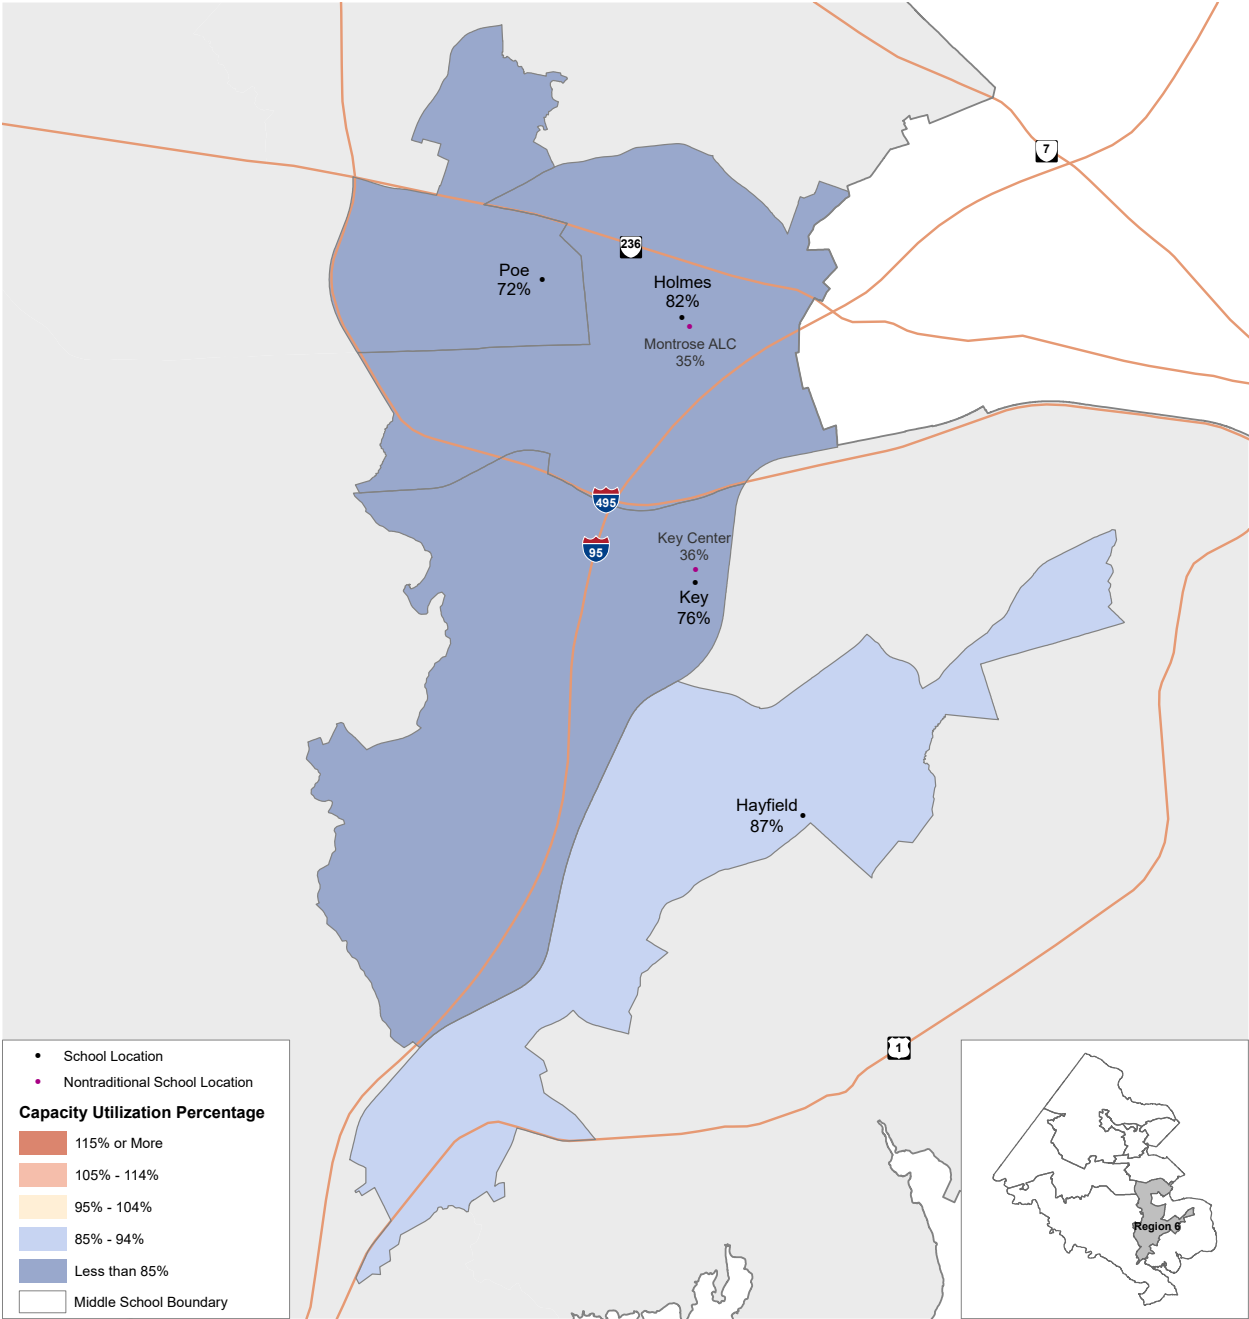 7
236
Poe
72%
Holmes
82%
Montrose ALC
35%
495
95
Key Center
36%
Key
76%
Hayfield
87%
1
School Location
Nontraditional School Location
Capacity Utilization Percentage
115% or More
105% - 114%
95% - 104%
85% - 94%
Less than 85%
Middle School Boundary
Region 6